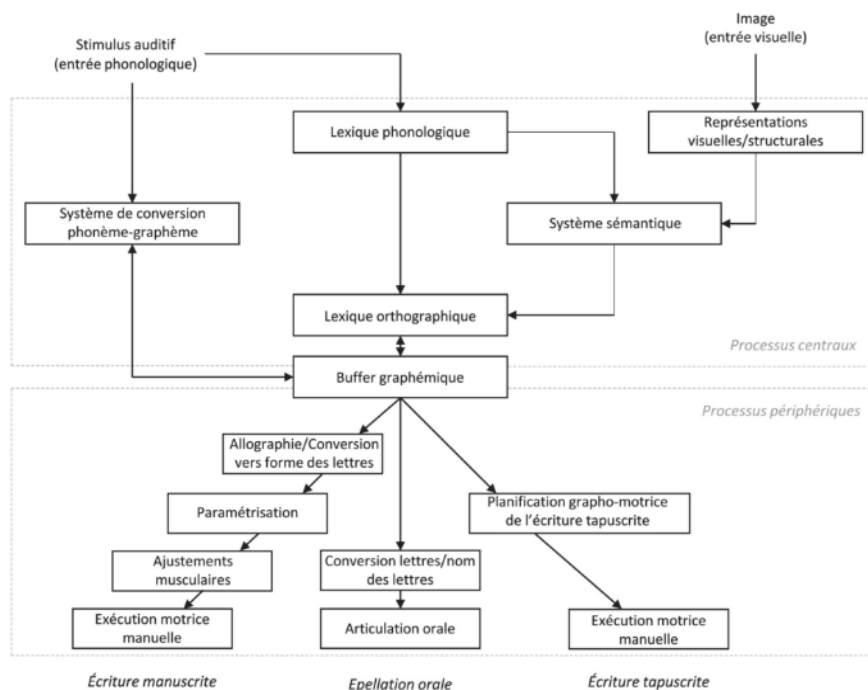 Stimulus auditif
(entrée phonologique)
Image
(entrée visuelle)
Lexique phonologique
Représentations
visuelles/structurales
Système de conversion
phonème-graphème
Système sémantique
Lexique orthographique
Processus centraux
Buffer graphémique
Processus périphériques
Allographie/Conversion
vers forme des lettres
Planification grapho-motrice
de l’écriture tapuscrite
Paramétrisation
Ajustements
musculaires
Conversion lettres/nom
des lettres
Exécution motrice
manuelle
Articulation orale
Exécution motrice
manuelle
Écriture manuscrite
Epellation orale
Écriture tapuscrite